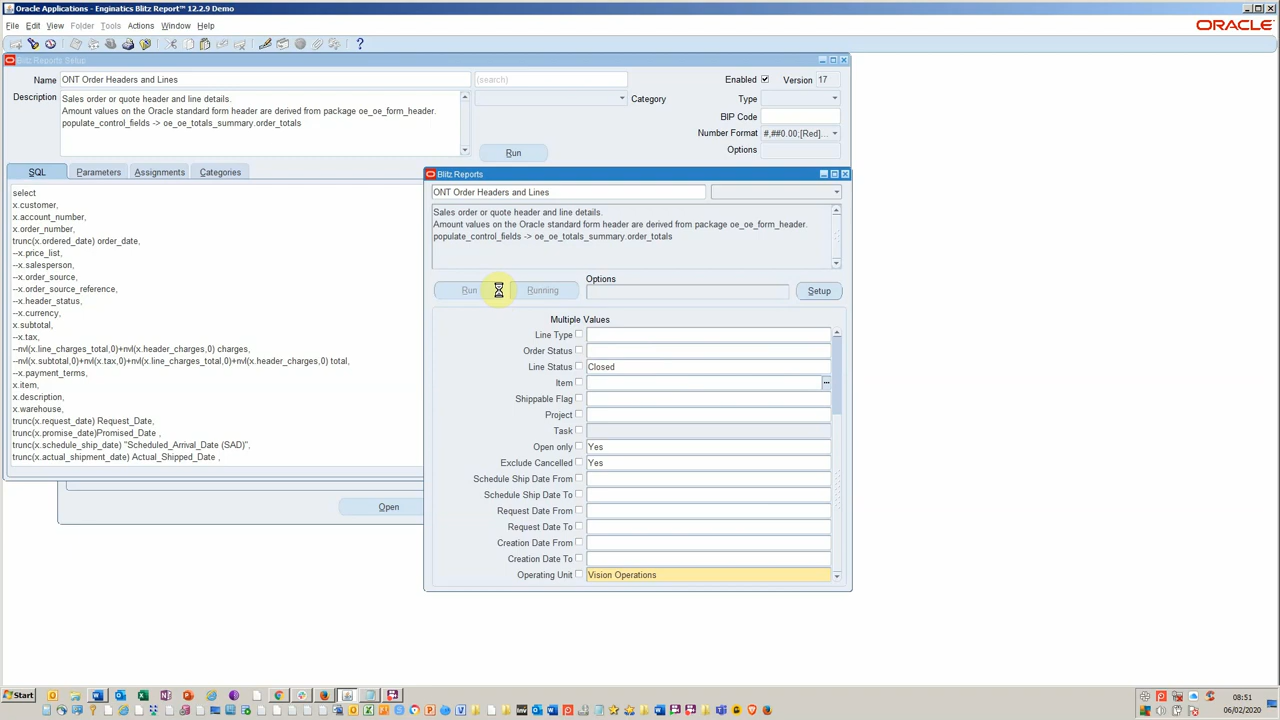 Oracle Applications - Enginatics Blitz Report™ 12.2.9 Demo
File Edit View Folder Tools Actions Window Help
ORACLE
Blitz Reports Setup
Name ONT Order Headers and Lines (search) Enabled Version 17
Description Sales order or quote header and line details.
Amount values on the Oracle standard form header are derived from package oe_oe_form_header.
populate_control_fields -> oe_oe_totals_summary.order_totals
Category Type
BIP Code
Number Format #,##0.00;[Red]...
Options
Run
SQL Parameters Assignments Categories
select
x.customer,
x.account_number,
x.order_number,
trunc(x.ordered_date) order_date,
--x.price_list,
--x.salesperson,
--x.order_source,
--x.order_source_reference,
--x.header_status,
--x.currency,
x.subtotal,
--x.tax,
--nvl(x.line_charges_total,0)+nvl(x.header_charges,0) charges,
--nvl(x.subtotal,0)+nvl(x.tax,0)+nvl(x.line_charges_total,0)+nvl(x.header_charges,0) total,
--x.payment_terms,
x.item,
x.description,
x.warehouse,
trunc(x.request_date) Request_Date,
trunc(x.promise_date)Promised_Date ,
trunc(x.schedule_ship_date) "Scheduled_Arrival_Date (SAD)",
trunc(x.actual_shipment_date) Actual_Shipped_Date ,
Open
Blitz Reports
ONT Order Headers and Lines
Sales order or quote header and line details.
Amount values on the Oracle standard form header are derived from package oe_oe_form_header.
populate_control_fields -> oe_oe_totals_summary.order_totals
Options
Run Running Setup
Multiple Values
Line Type
Order Status
Line Status Closed
Item ...
Shippable Flag
Project
Task
Open only Yes
Exclude Cancelled Yes
Schedule Ship Date From
Schedule Ship Date To
Request Date From
Request Date To
Creation Date From
Creation Date To
Operating Unit Vision Operations
Start
08:51
06/02/2020